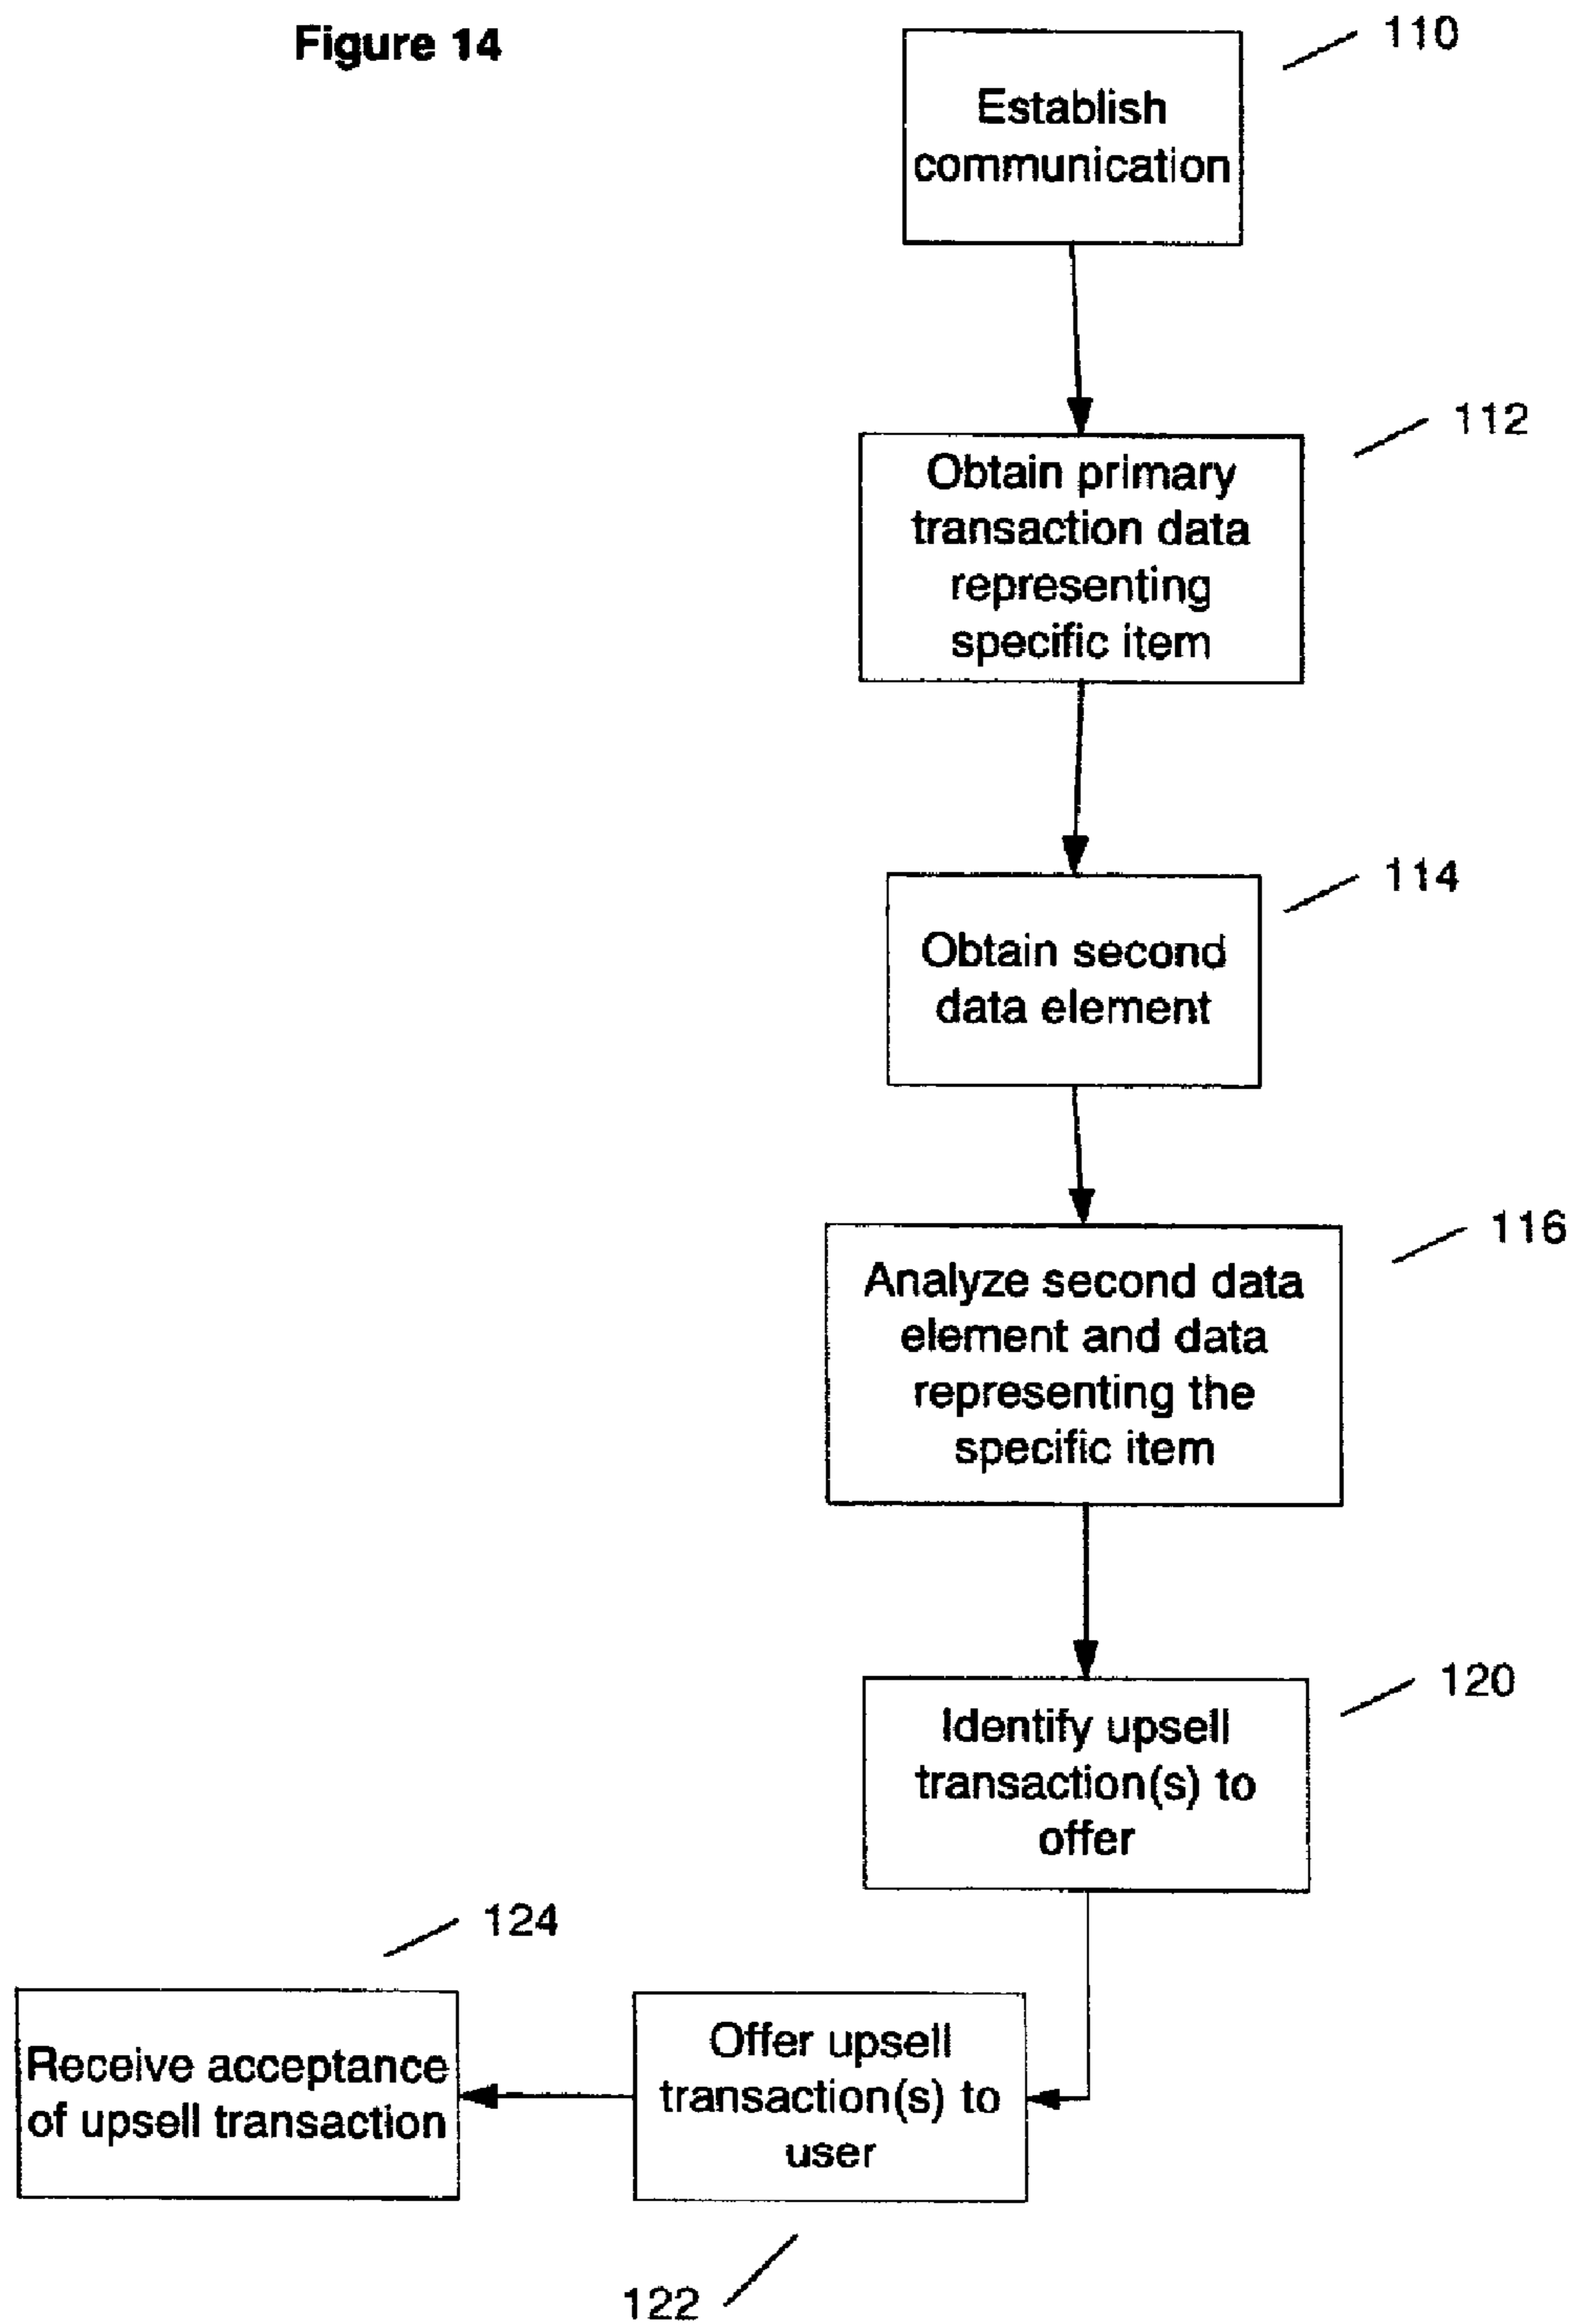 Figure 14
110
Establish
communication
112
Obtain primary
transaction data
representing
specific item
114
Obtain second
data element
116
Analyze second data
element and data
representing the
specific item
120
Identify upsell
transaction(s) to
offer
124
Receive acceptance
of upsell transaction
Offer upsell
transaction(s) to
user
122